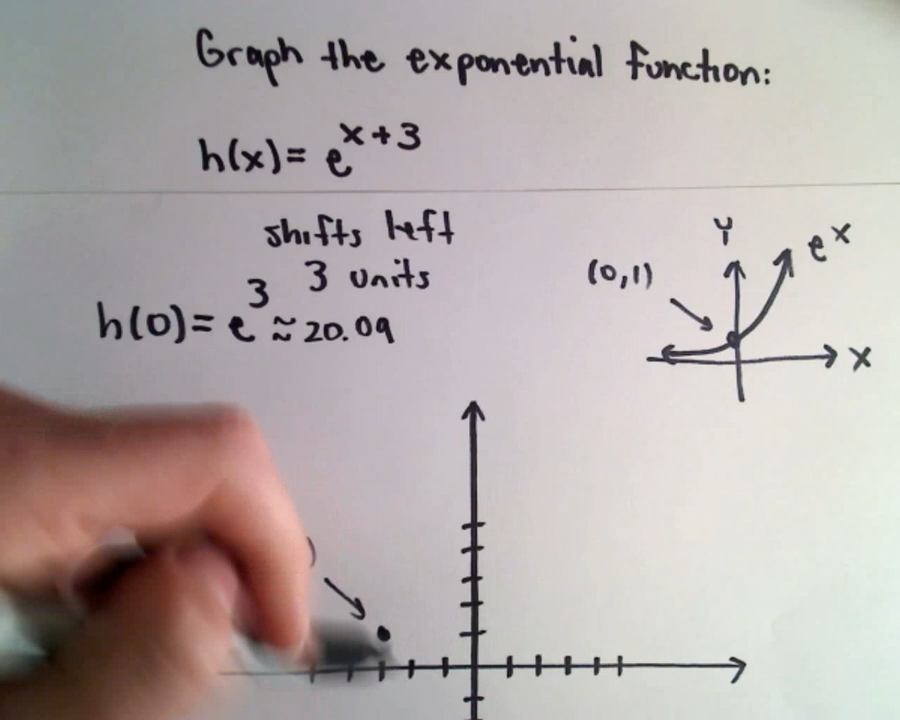 Graph the exponential function:
h(x) = e^{x+3}
shifts left
3 units
h(0) = e^3 ≈ 20.09
Y
e^x
(0,1)
X
)